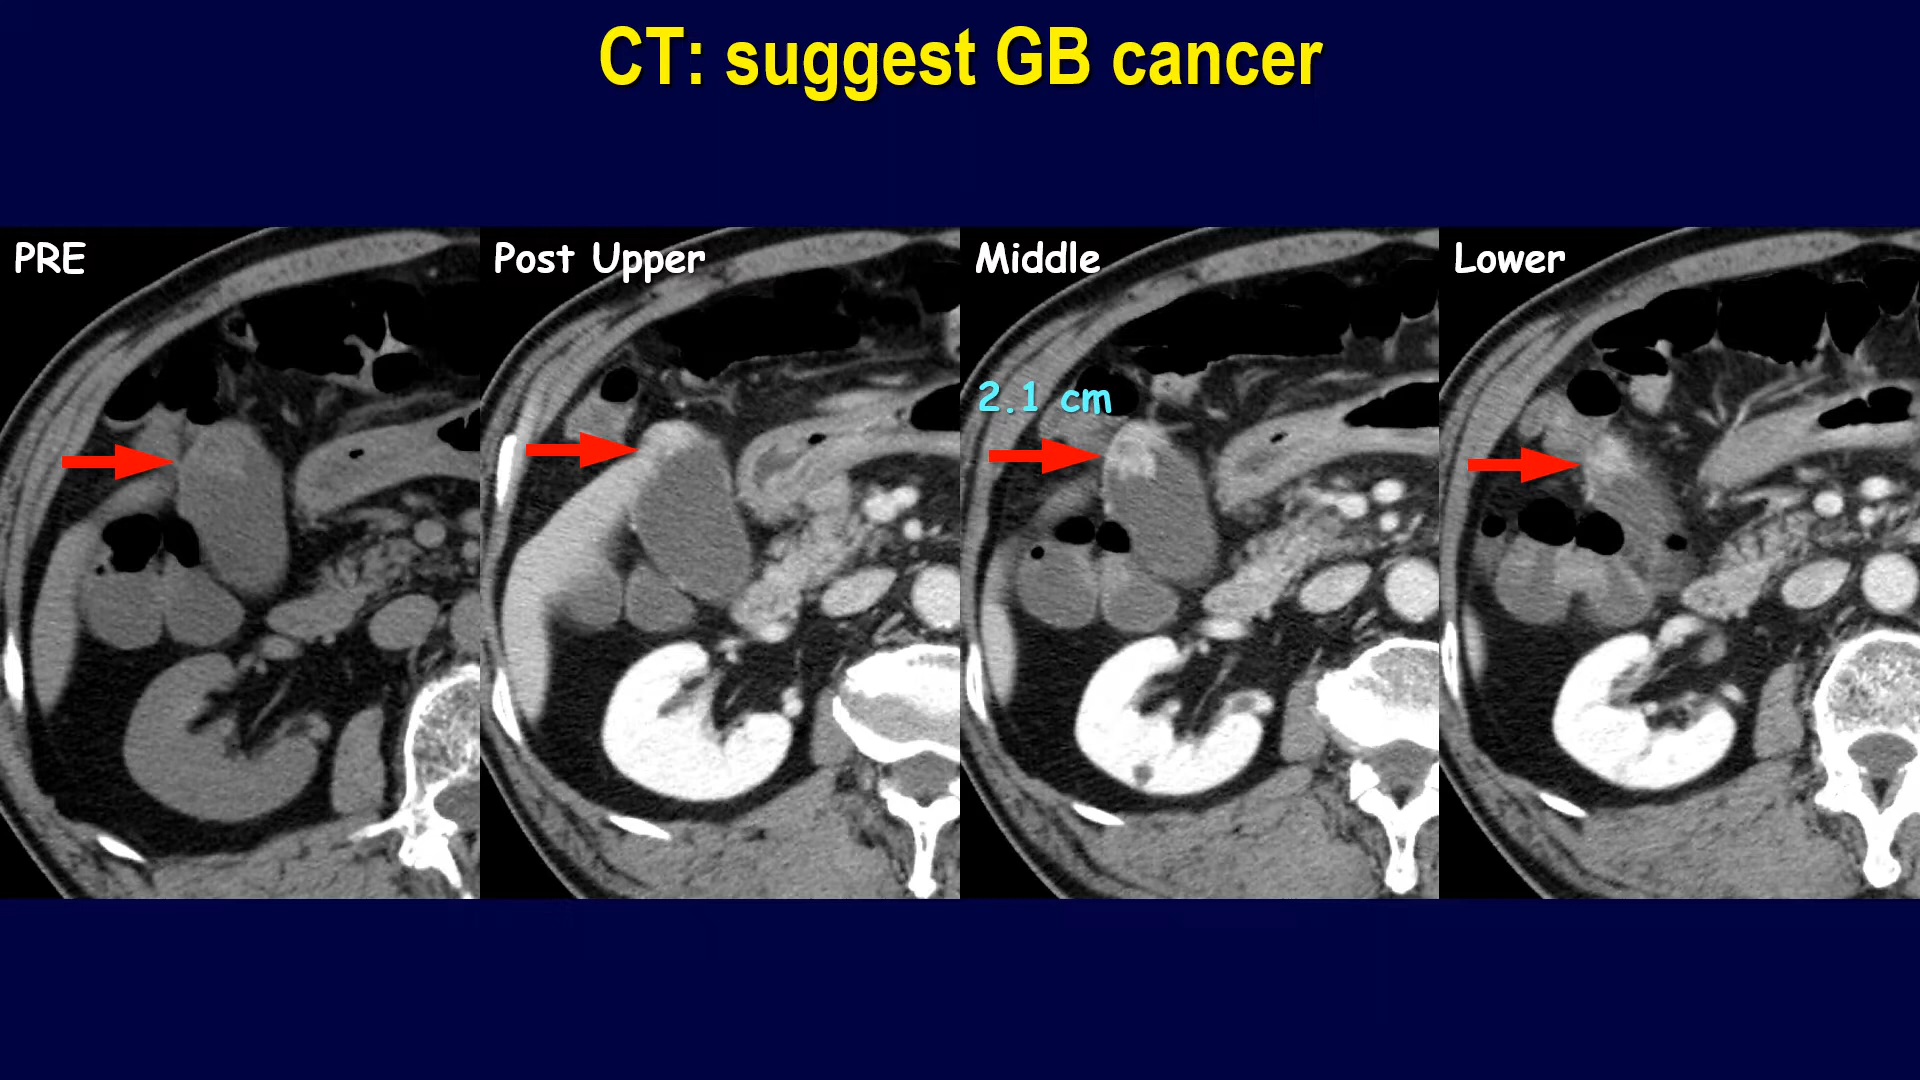 CT: suggest GB cancer
PRE
Post Upper
Middle
Lower
2.1 cm